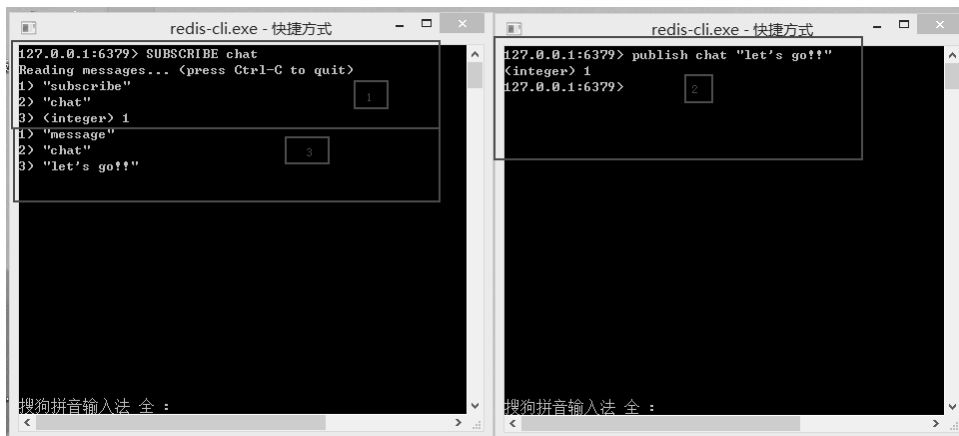 redis-cli.exe - 快捷方式
127.0.0.1:6379> SUBSCRIBE chat
Reading messages... (press Ctrl-C to quit)
1) "subscribe"
2) "chat"
3) (integer) 1
1) "message"
2) "chat"
3) "let's go!!"
1
3
搜狗拼音输入法 全 :
redis-cli.exe - 快捷方式
127.0.0.1:6379> publish chat "let's go!!"
(integer) 1
127.0.0.1:6379>
2
搜狗拼音输入法 全 :